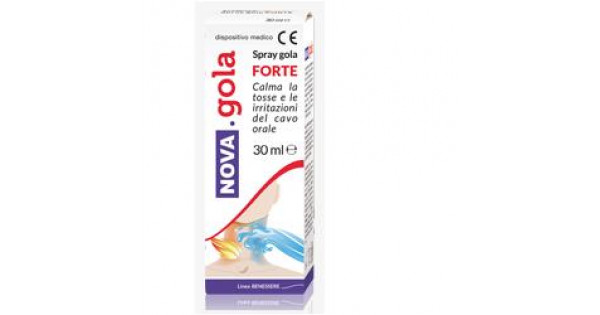 dispositivo medico CE
NOVA.gola
Spray gola
FORTE
Calma la
tosse e le
irritazioni
del cavo
orale
30 ml ℮
Linea BENESSERE